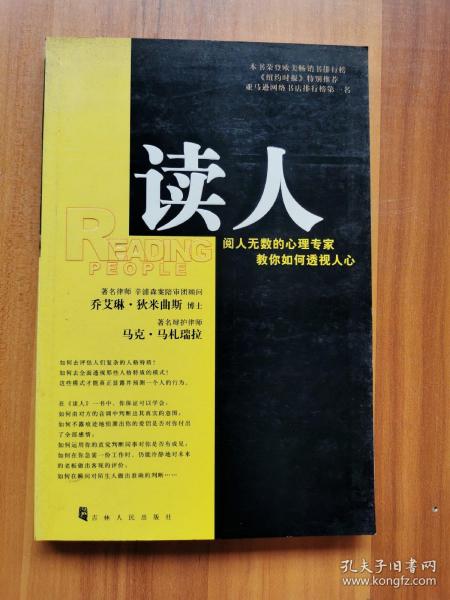 本书荣登欧美畅销书排行榜
《纽约时报》特别推荐
亚马逊网络书店排行榜第一名
读人
READING
PEOPLE
阅人无数的心理专家
教你如何透视人心
著名律师 辛浦森案陪审团顾问
乔艾琳·狄米曲斯 博士
著名辩护律师
马克·马札瑞拉
如何去评估人们复杂的人格特质?
如何去全面透视那些人格特质的模式?
这些模式才能真正显露并预测一个人的行为。
在《读人》一书中,你保证可以学会:
如何由对方的音调中判断出其真实的意图;
如何不露痕迹地侦测出你的爱侣是否对你付出
了全部感情;
如何运用你的直觉判断同事对你是否有成见;
如何在你急需一份工作时,仍能冷静地对未来
的老板做出客观的评价;
如何在瞬间对陌生人做出准确的判断……
吉林人民出版社
孔夫子旧书网
www.kongfz.com